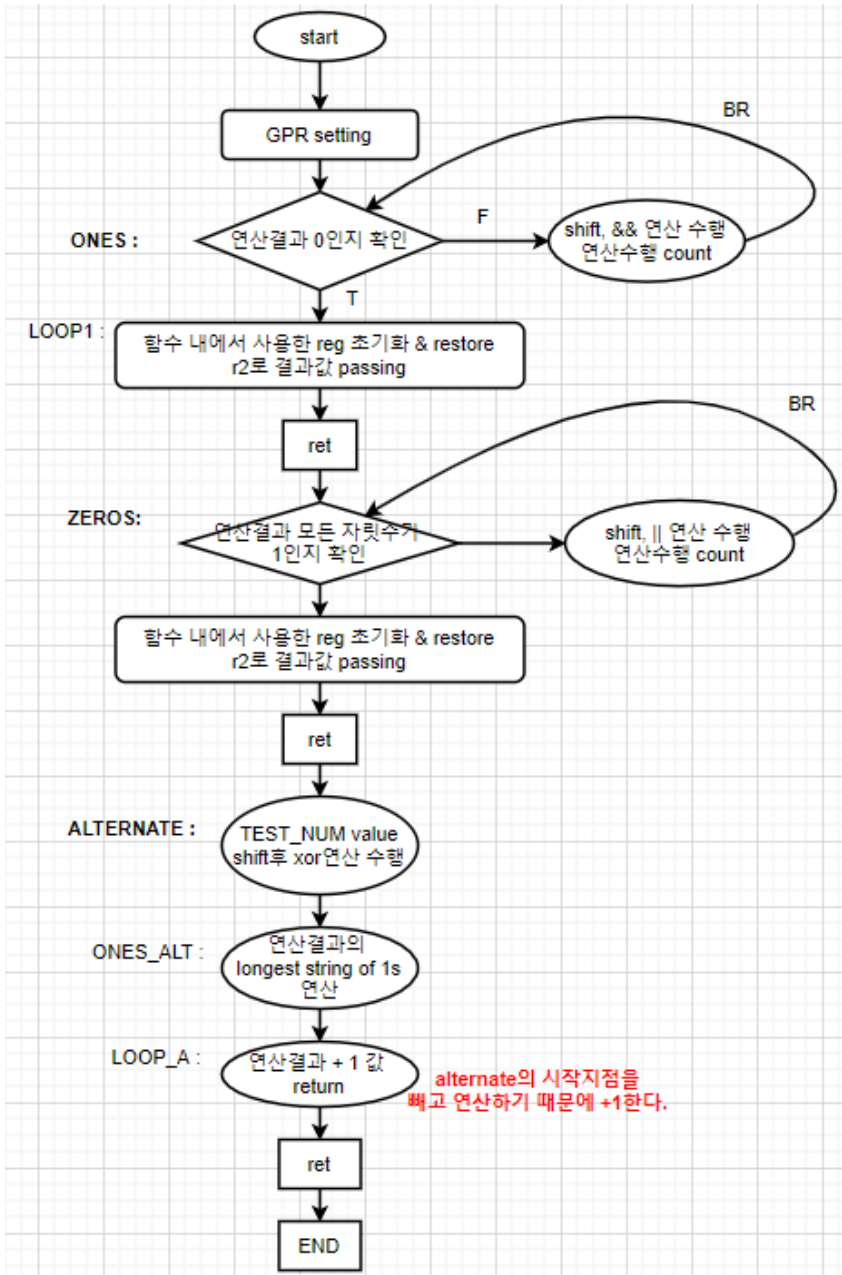 start
GPR setting
BR
ONES :
연산결과 0인지 확인
F
shift, && 연산 수행
연산수행 count
T
LOOP1 :
함수 내에서 사용한 reg 초기화 & restore
r2로 결과값 passing
ret
BR
ZEROS:
연산결과 모든 자릿수가
1인지 확인
shift, || 연산 수행
연산수행 count
함수 내에서 사용한 reg 초기화 & restore
r2로 결과값 passing
ret
ALTERNATE :
TEST_NUM value
shift후 xor연산 수행
ONES_ALT :
연산결과의
longest string of 1s
연산
LOOP_A :
연산결과 + 1 값
return
alternate의 시작지점을
빼고 연산하기 때문에 +1한다.
ret
END